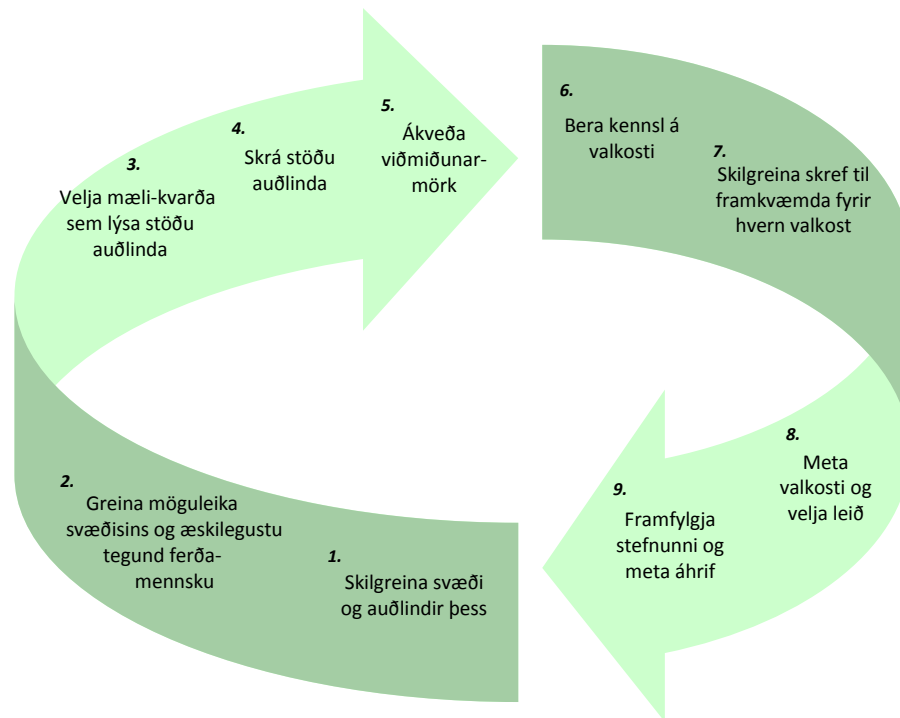 1.
Skilgreina svæði
og auðlindir þess
2.
Greina möguleika
svæðisins og æskilegustu
tegund ferða-
mennsku
3.
Velja mæli-kvarða
sem lýsa stöðu
auðlinda
4.
Skrá stöðu
auðlinda
5.
Ákveða
viðmiðunar-
mörk
6.
Bera kennsl á
valkosti
7.
Skilgreina skref til
framkvæmda fyrir
hvern valkost
8.
Meta
valkosti og
velja leið
9.
Framfylgja
stefnunni og
meta áhrif